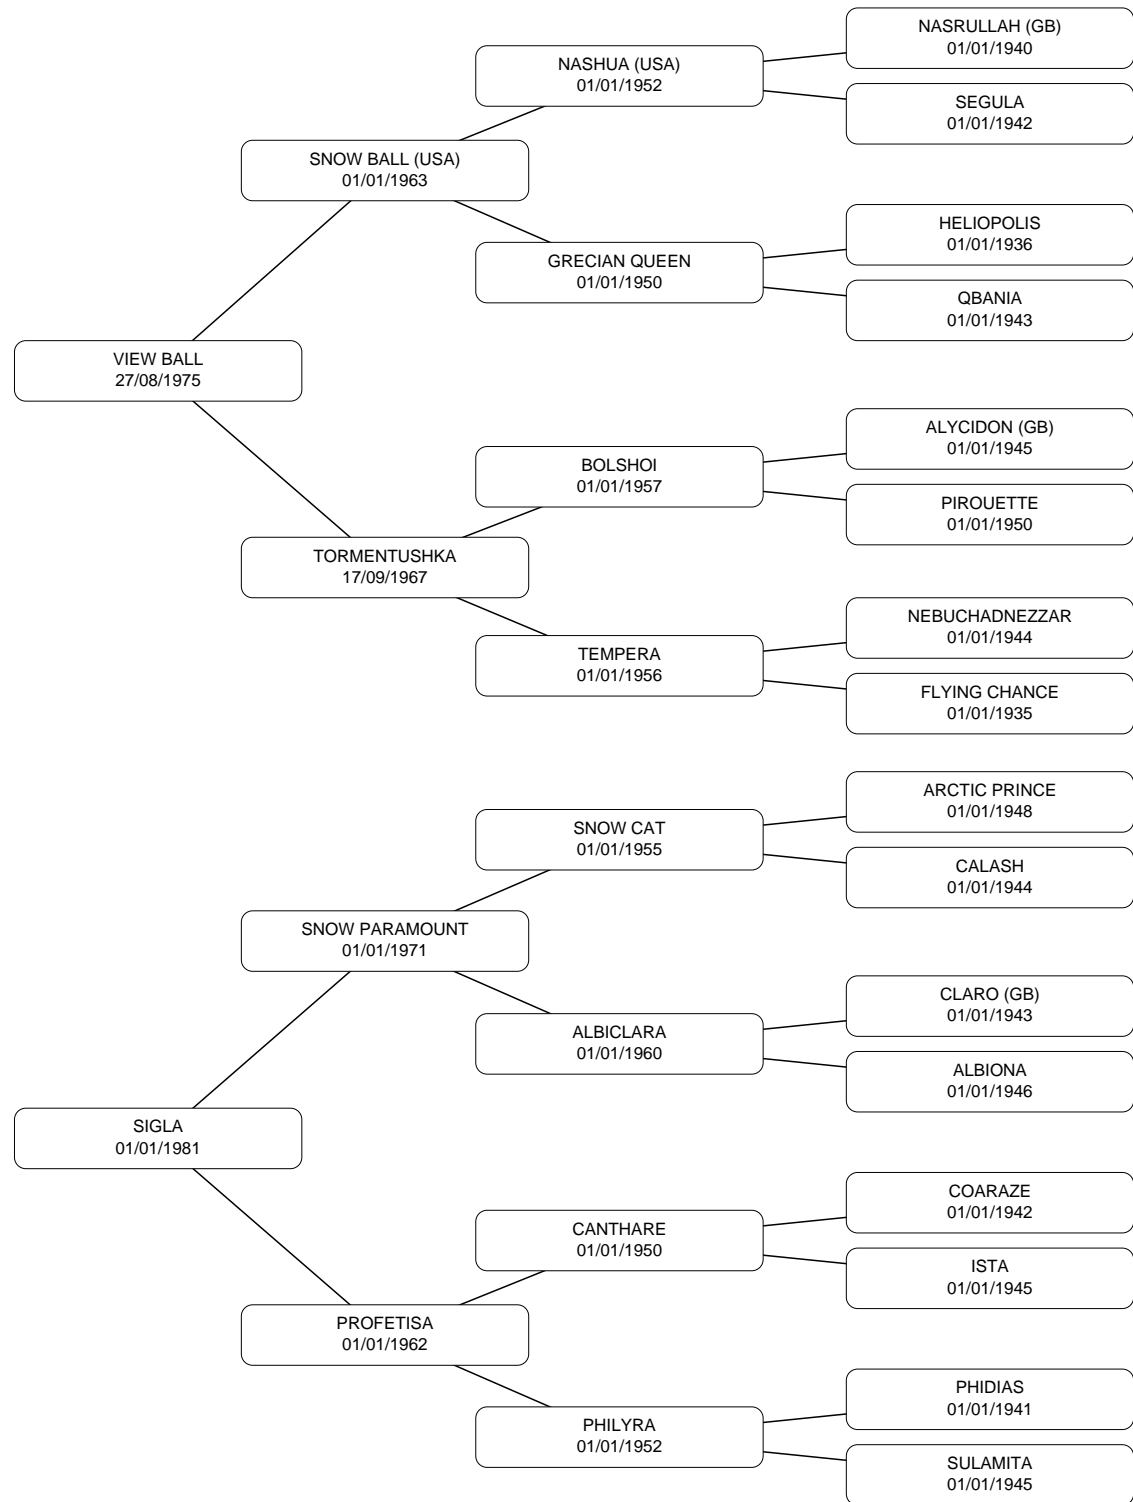 NASRULLAH (GB)
01/01/1940
NASHUA (USA)
01/01/1952
SEGULA
01/01/1942
SNOW BALL (USA)
01/01/1963
HELIOPOLIS
01/01/1936
GRECIAN QUEEN
01/01/1950
QBANIA
01/01/1943
VIEW BALL
27/08/1975
ALYCIDON (GB)
01/01/1945
BOLSHOI
01/01/1957
PIROUETTE
01/01/1950
TORMENTUSHKA
17/09/1967
NEBUCHADNEZZAR
01/01/1944
TEMPERA
01/01/1956
FLYING CHANCE
01/01/1935
ARCTIC PRINCE
01/01/1948
SNOW CAT
01/01/1955
CALASH
01/01/1944
SNOW PARAMOUNT
01/01/1971
CLARO (GB)
01/01/1943
ALBICLARA
01/01/1960
ALBIONA
01/01/1946
SIGLA
01/01/1981
COARAZE
01/01/1942
CANTHARE
01/01/1950
ISTA
01/01/1945
PROFETISA
01/01/1962
PHIDIAS
01/01/1941
PHILYRA
01/01/1952
SULAMITA
01/01/1945